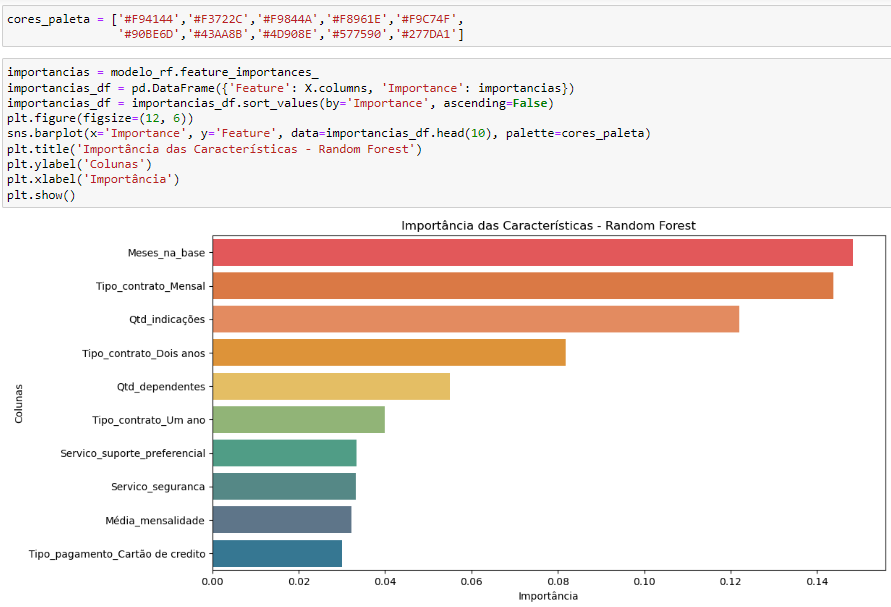 cores_paleta = ['#F94144','#F3722C','#F9844A','#F8961E','#F9C74F',
'#90BE6D','#43AA8B','#4D908E','#577590','#277DA1']
importancias = modelo_rf.feature_importances_
importancias_df = pd.DataFrame({'Feature': X.columns, 'Importance': importancias})
importancias_df = importancias_df.sort_values(by='Importance', ascending=False)
plt.figure(figsize=(12, 6))
sns.barplot(x='Importance', y='Feature', data=importancias_df.head(10), palette=cores_paleta)
plt.title('Importância das Características - Random Forest')
plt.ylabel('Colunas')
plt.xlabel('Importância')
plt.show()
Importância das Características - Random Forest
Meses_na_base
Tipo_contrato_Mensal
Qtd_indicações
Tipo_contrato_Dois anos
Qtd_dependentes
Tipo_contrato_Um ano
Servico_suporte_preferencial
Servico_seguranca
Média_mensalidade
Tipo_pagamento_Cartão de credito
Colunas
0.00 0.02 0.04 0.06 0.08 0.10 0.12 0.14
Importância